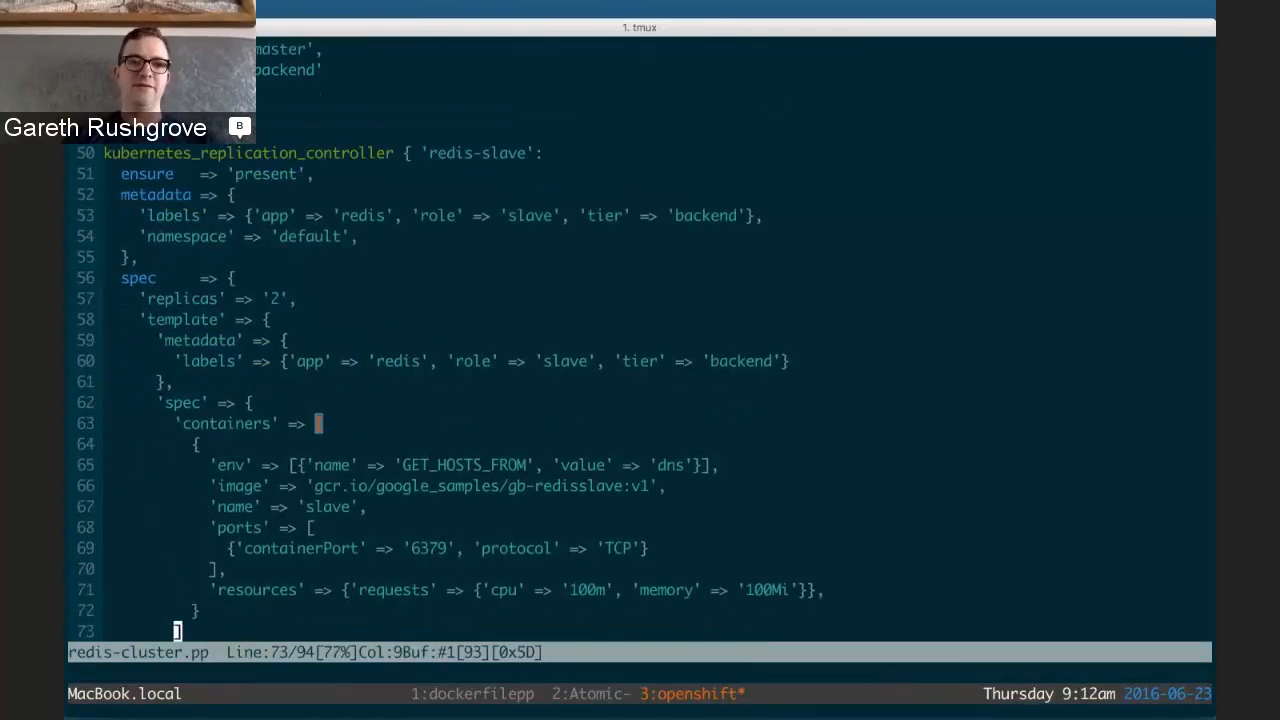 1. tmux
master',
backend'
Gareth Rushgrove
B
50 kubernetes_replication_controller { 'redis-slave':
51 ensure => 'present',
52 metadata => {
53 'labels' => {'app' => 'redis', 'role' => 'slave', 'tier' => 'backend'},
54 'namespace' => 'default',
55 },
56 spec => {
57 'replicas' => '2',
58 'template' => {
59 'metadata' => {
60 'labels' => {'app' => 'redis', 'role' => 'slave', 'tier' => 'backend'}
61 },
62 'spec' => {
63 'containers' => [
64 {
65 'env' => [{'name' => 'GET_HOSTS_FROM', 'value' => 'dns'}],
66 'image' => 'gcr.io/google_samples/gb-redisslave:v1',
67 'name' => 'slave',
68 'ports' => [
69 {'containerPort' => '6379', 'protocol' => 'TCP'}
70 ],
71 'resources' => {'requests' => {'cpu' => '100m', 'memory' => '100Mi'}},
72 }
73 ]
redis-cluster.pp Line:73/94[77%]Col:9Buf:#1[93][0x5D]
MacBook.local 1:dockerfilepp 2:Atomic- 3:openshift* Thursday 9:12am 2016-06-23